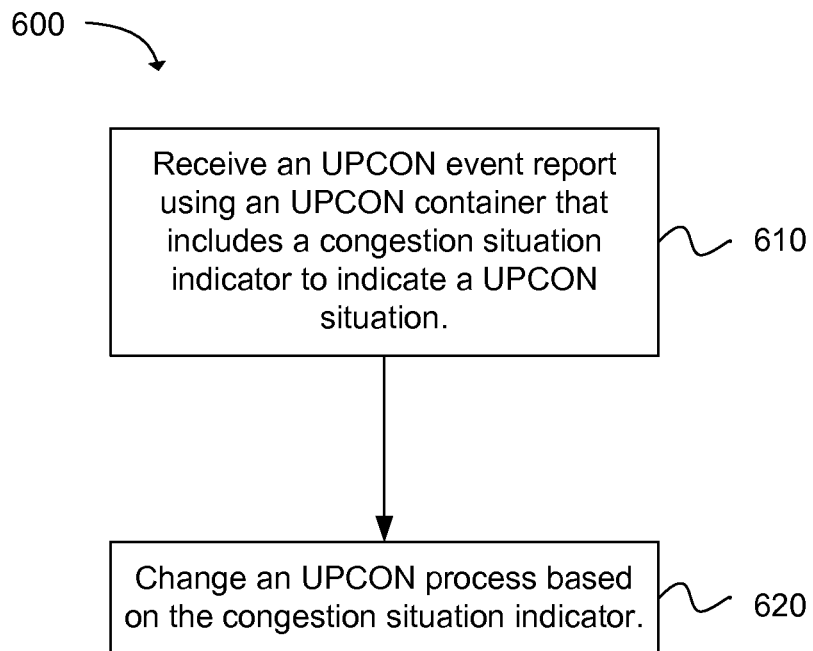 600
Receive an UPCON event report
using an UPCON container that
includes a congestion situation
indicator to indicate a UPCON
situation.
610
Change an UPCON process based
on the congestion situation indicator.
620